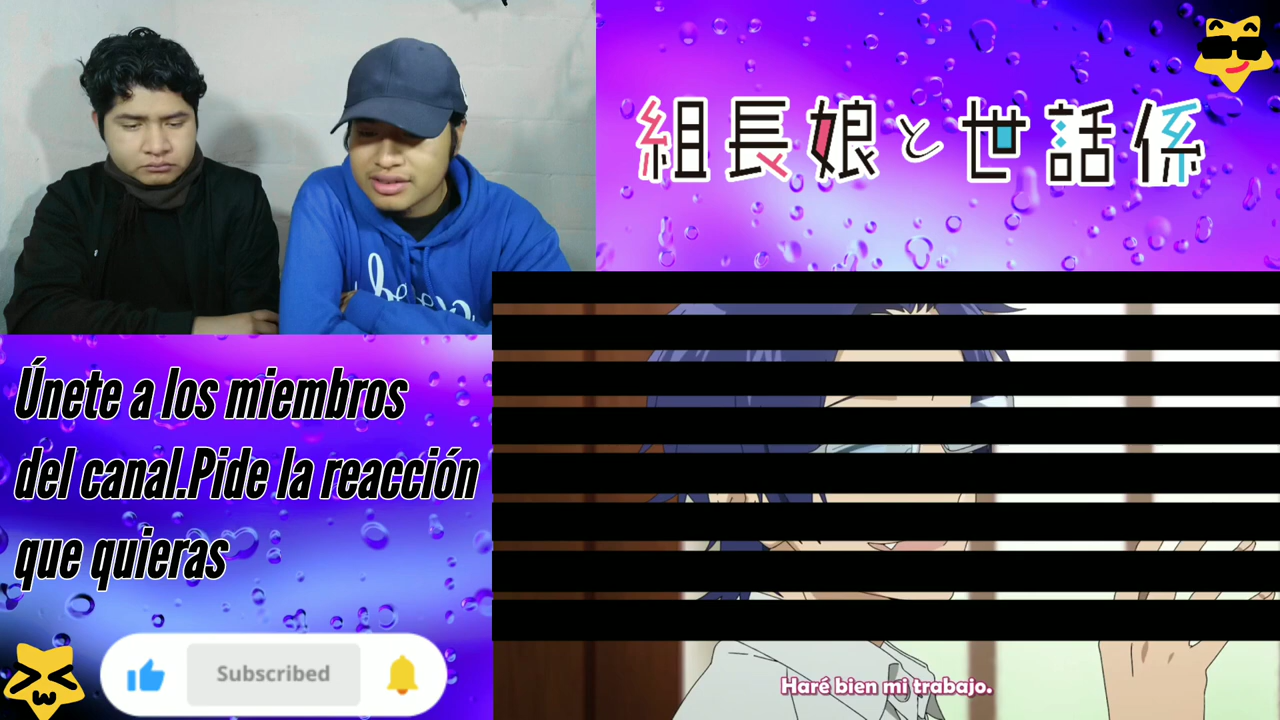 組長娘と世話係
Únete a los miembros
del canal.Pide la reacción
que quieras
Subscribed
Haré bien mi trabajo.